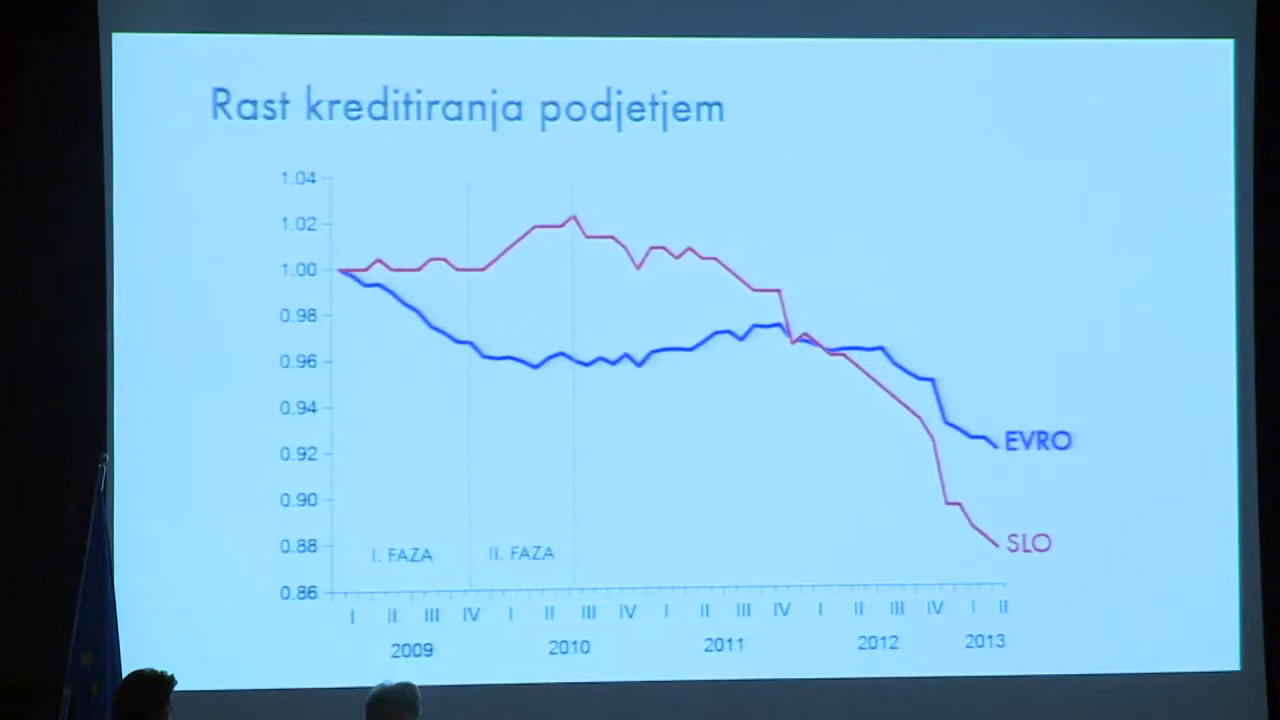 Rast kreditiranja podjetjem
1.04
1.02
1.00
0.98
0.96
0.94
0.92
0.90
0.88
0.86
EVRO
SLO
I. FAZA II. FAZA
I II III IV I II III IV I II III IV I II III IV I II
2009 2010 2011 2012 2013